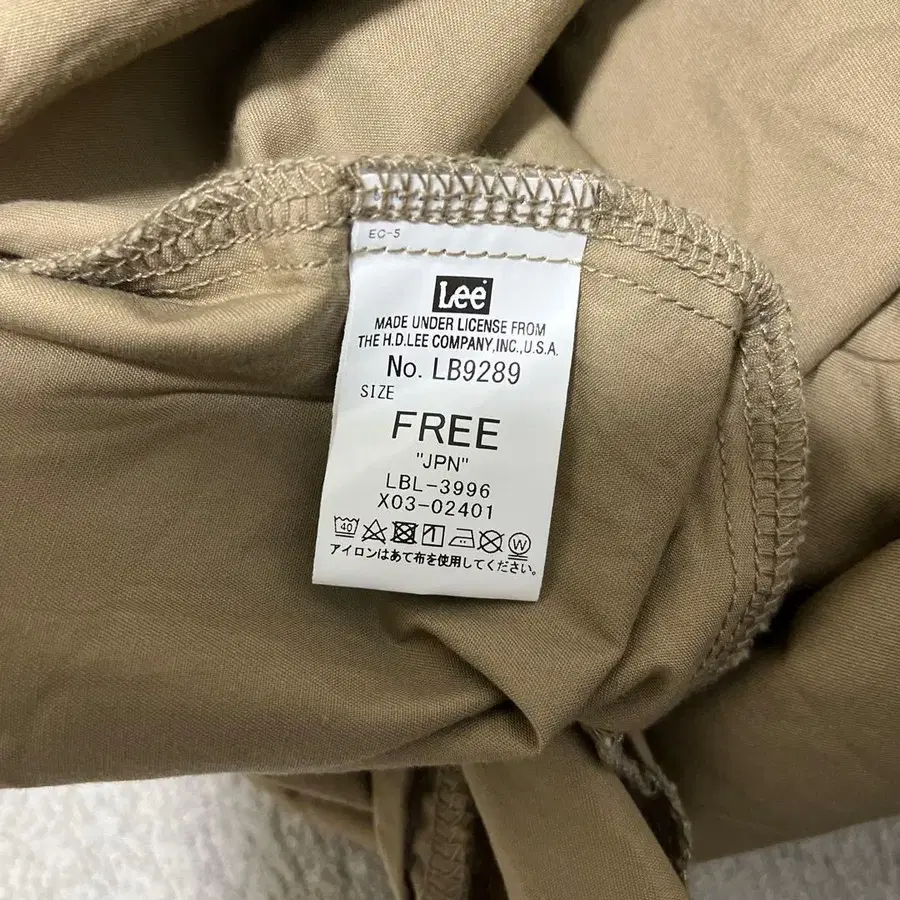 EC-5
Lee
MADE UNDER LICENSE FROM
THE H.D.LEE COMPANY,INC.,U.S.A.
No. LB9289
SIZE
FREE
"JPN"
LBL-3996
X03-02401
40 W
アイロンはあて布を使用してください。